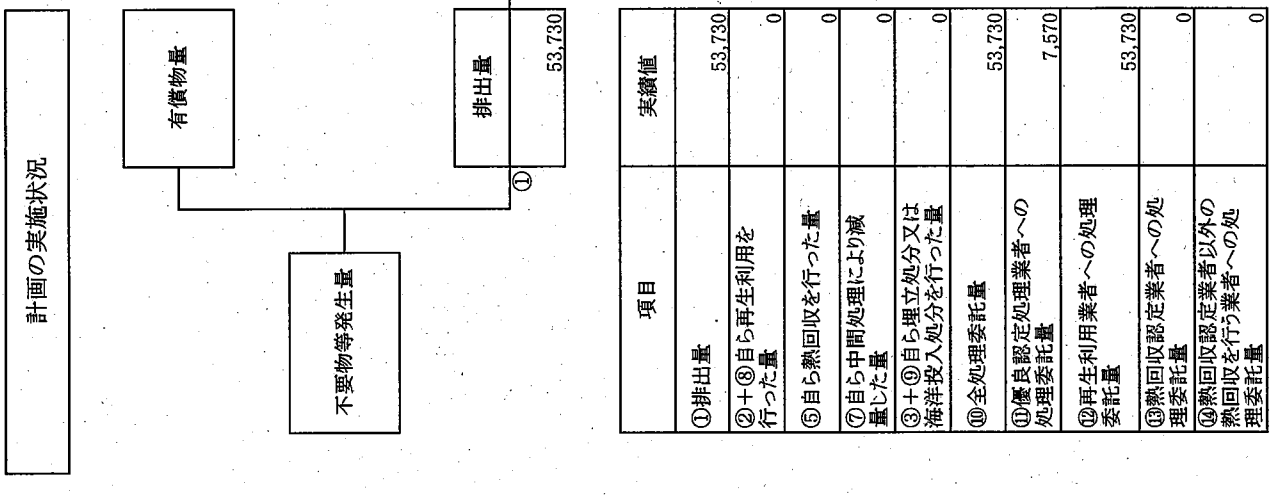 計画の実施状況
有償物量
不要物等発生量
排出量
①
53,730
項目
実績値
①排出量
53,730
②+⑧自ら再生利用を
行った量
0
⑤自ら熱回収を行った量
0
⑦自ら中間処理により減
量した量
0
③+⑨自ら埋立処分又は
海洋投入処分を行った量
0
⑩全処理委託量
53,730
⑪優良認定処理業者への
処理委託量
7,570
⑫再生利用業者への処理
委託量
53,730
⑬熱回収認定業者への処
理委託量
0
⑭熱回収認定業者以外の
熱回収を行う業者への処
理委託量
0